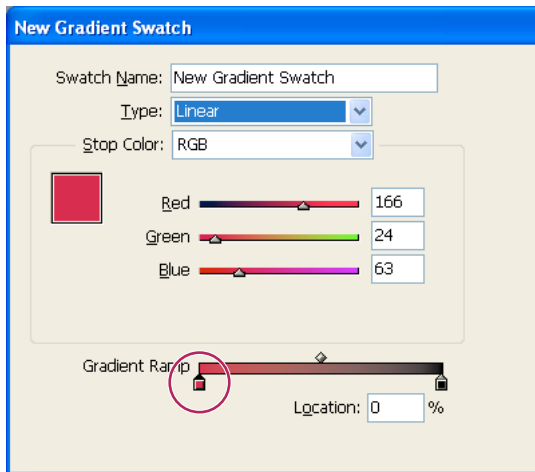 New Gradient Swatch
Swatch Name: New Gradient Swatch
Type: Linear
Stop Color: RGB
Red 166
Green 24
Blue 63
Gradient Ramp
Location: 0 %